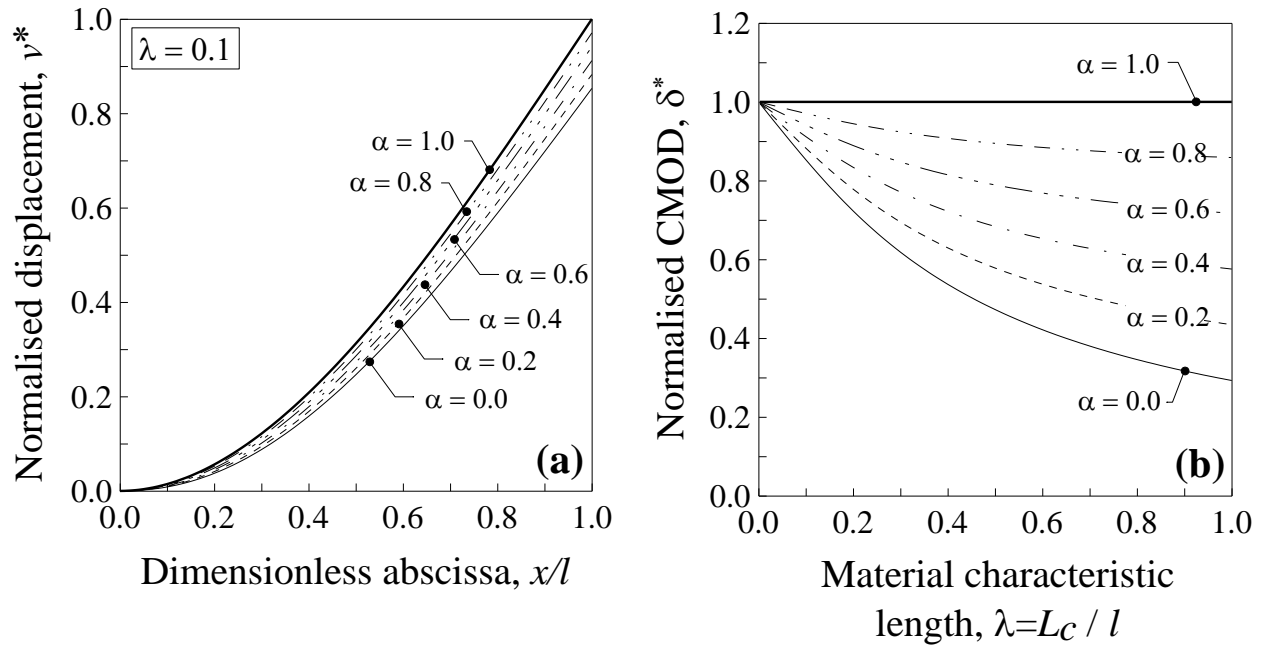 Normalised displacement, v*
1.0
0.8
0.6
0.4
0.2
0.0
λ = 0.1
α = 1.0
α = 0.8
α = 0.6
α = 0.4
α = 0.2
α = 0.0
(a)
0.0 0.2 0.4 0.6 0.8 1.0
Dimensionless abscissa, x/l
Normalised CMOD, δ*
1.2
1.0
0.8
0.6
0.4
0.2
0.0
α = 1.0
α = 0.8
α = 0.6
α = 0.4
α = 0.2
α = 0.0
(b)
0.0 0.2 0.4 0.6 0.8 1.0
Material characteristic
length, λ=Lc / l